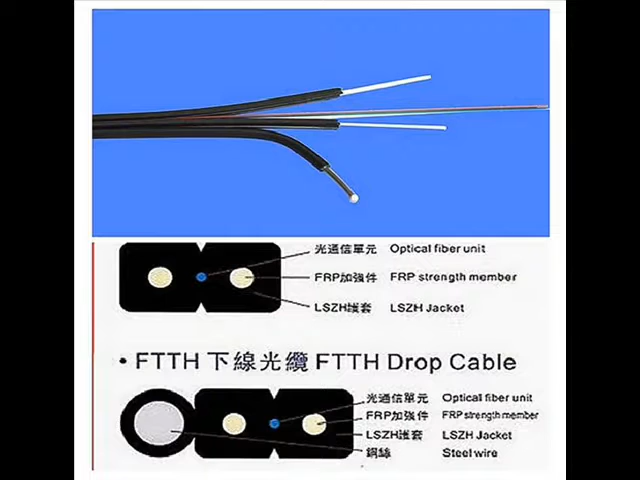 光通信單元 Optical fiber unit
FRP加強件 FRP strength member
LSZH護套 LSZH Jacket
• FTTH 下線光纜 FTTH Drop Cable
光通信單元 Optical fiber unit
FRP加強件 FRP strength member
LSZH護套 LSZH Jacket
鋼絲 Steel wire